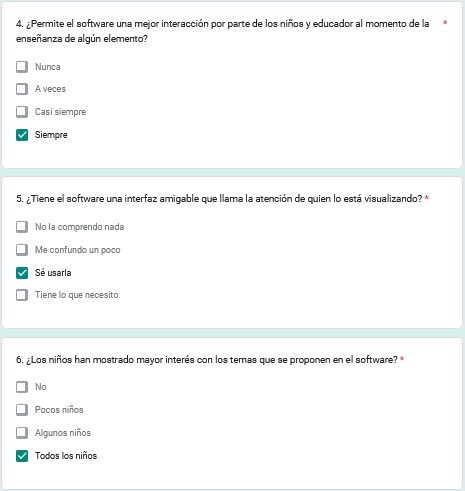 4. ¿Permite el software una mejor interacción por parte de los niños y educador al momento de la *
enseñanza de algún elemento?
Nunca
A veces
Casi siempre
Siempre
5. ¿Tiene el software una interfaz amigable que llama la atención de quien lo está visualizando? *
No la comprendo nada
Me confundo un poco
Sé usarla
Tiene lo que necesito
6. ¿Los niños han mostrado mayor interés con los temas que se proponen en el software? *
No
Pocos niños
Algunos niños
Todos los niños